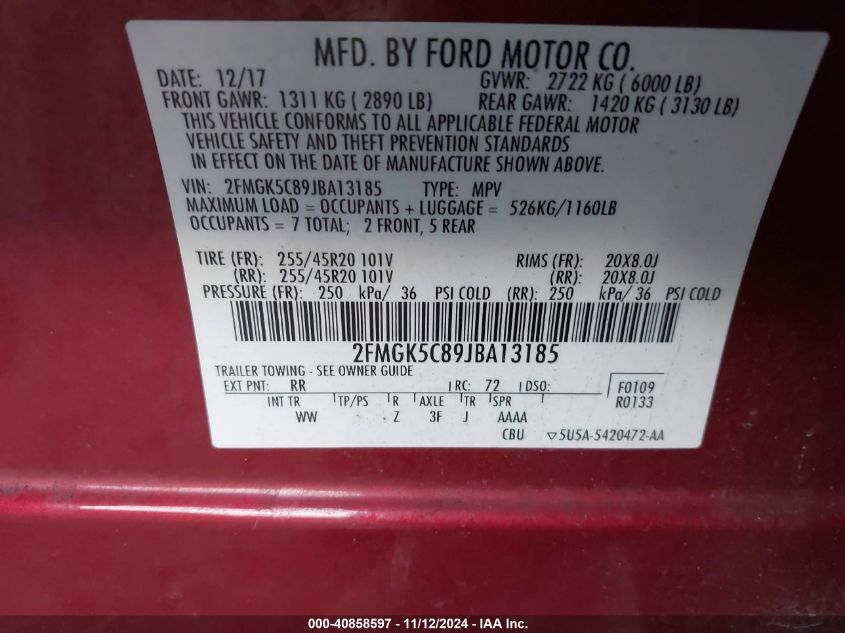 MFD. BY FORD MOTOR CO.
DATE: 12/17 GVWR: 2722 KG ( 6000 LB)
FRONT GAWR: 1311 KG ( 2890 LB) REAR GAWR: 1420 KG ( 3130 LB)
THIS VEHICLE CONFORMS TO ALL APPLICABLE FEDERAL MOTOR
VEHICLE SAFETY AND THEFT PREVENTION STANDARDS
IN EFFECT ON THE DATE OF MANUFACTURE SHOWN ABOVE.
VIN: 2FMGK5C89JBA13185 TYPE: MPV
MAXIMUM LOAD = OCCUPANTS + LUGGAGE = 526KG/1160LB
OCCUPANTS = 7 TOTAL; 2 FRONT, 5 REAR
TIRE (FR): 255/45R20 101V RIMS (FR): 20X8.0J
(RR): 255/45R20 101V (RR): 20X8.0J
PRESSURE (FR): 250 kPa/ 36 PSI COLD (RR): 250 kPa/ 36 PSI COLD
2FMGK5C89JBA13185
TRAILER TOWING - SEE OWNER GUIDE
EXT PNT: RR RC: 72 DSO: F0109
INT TR TP/PS R AXLE TR SPR R0133
WW Z 3F J AAAA
CBU ▽5U5A-5420472-AA
000-40858597 - 11/12/2024 - IAA Inc.